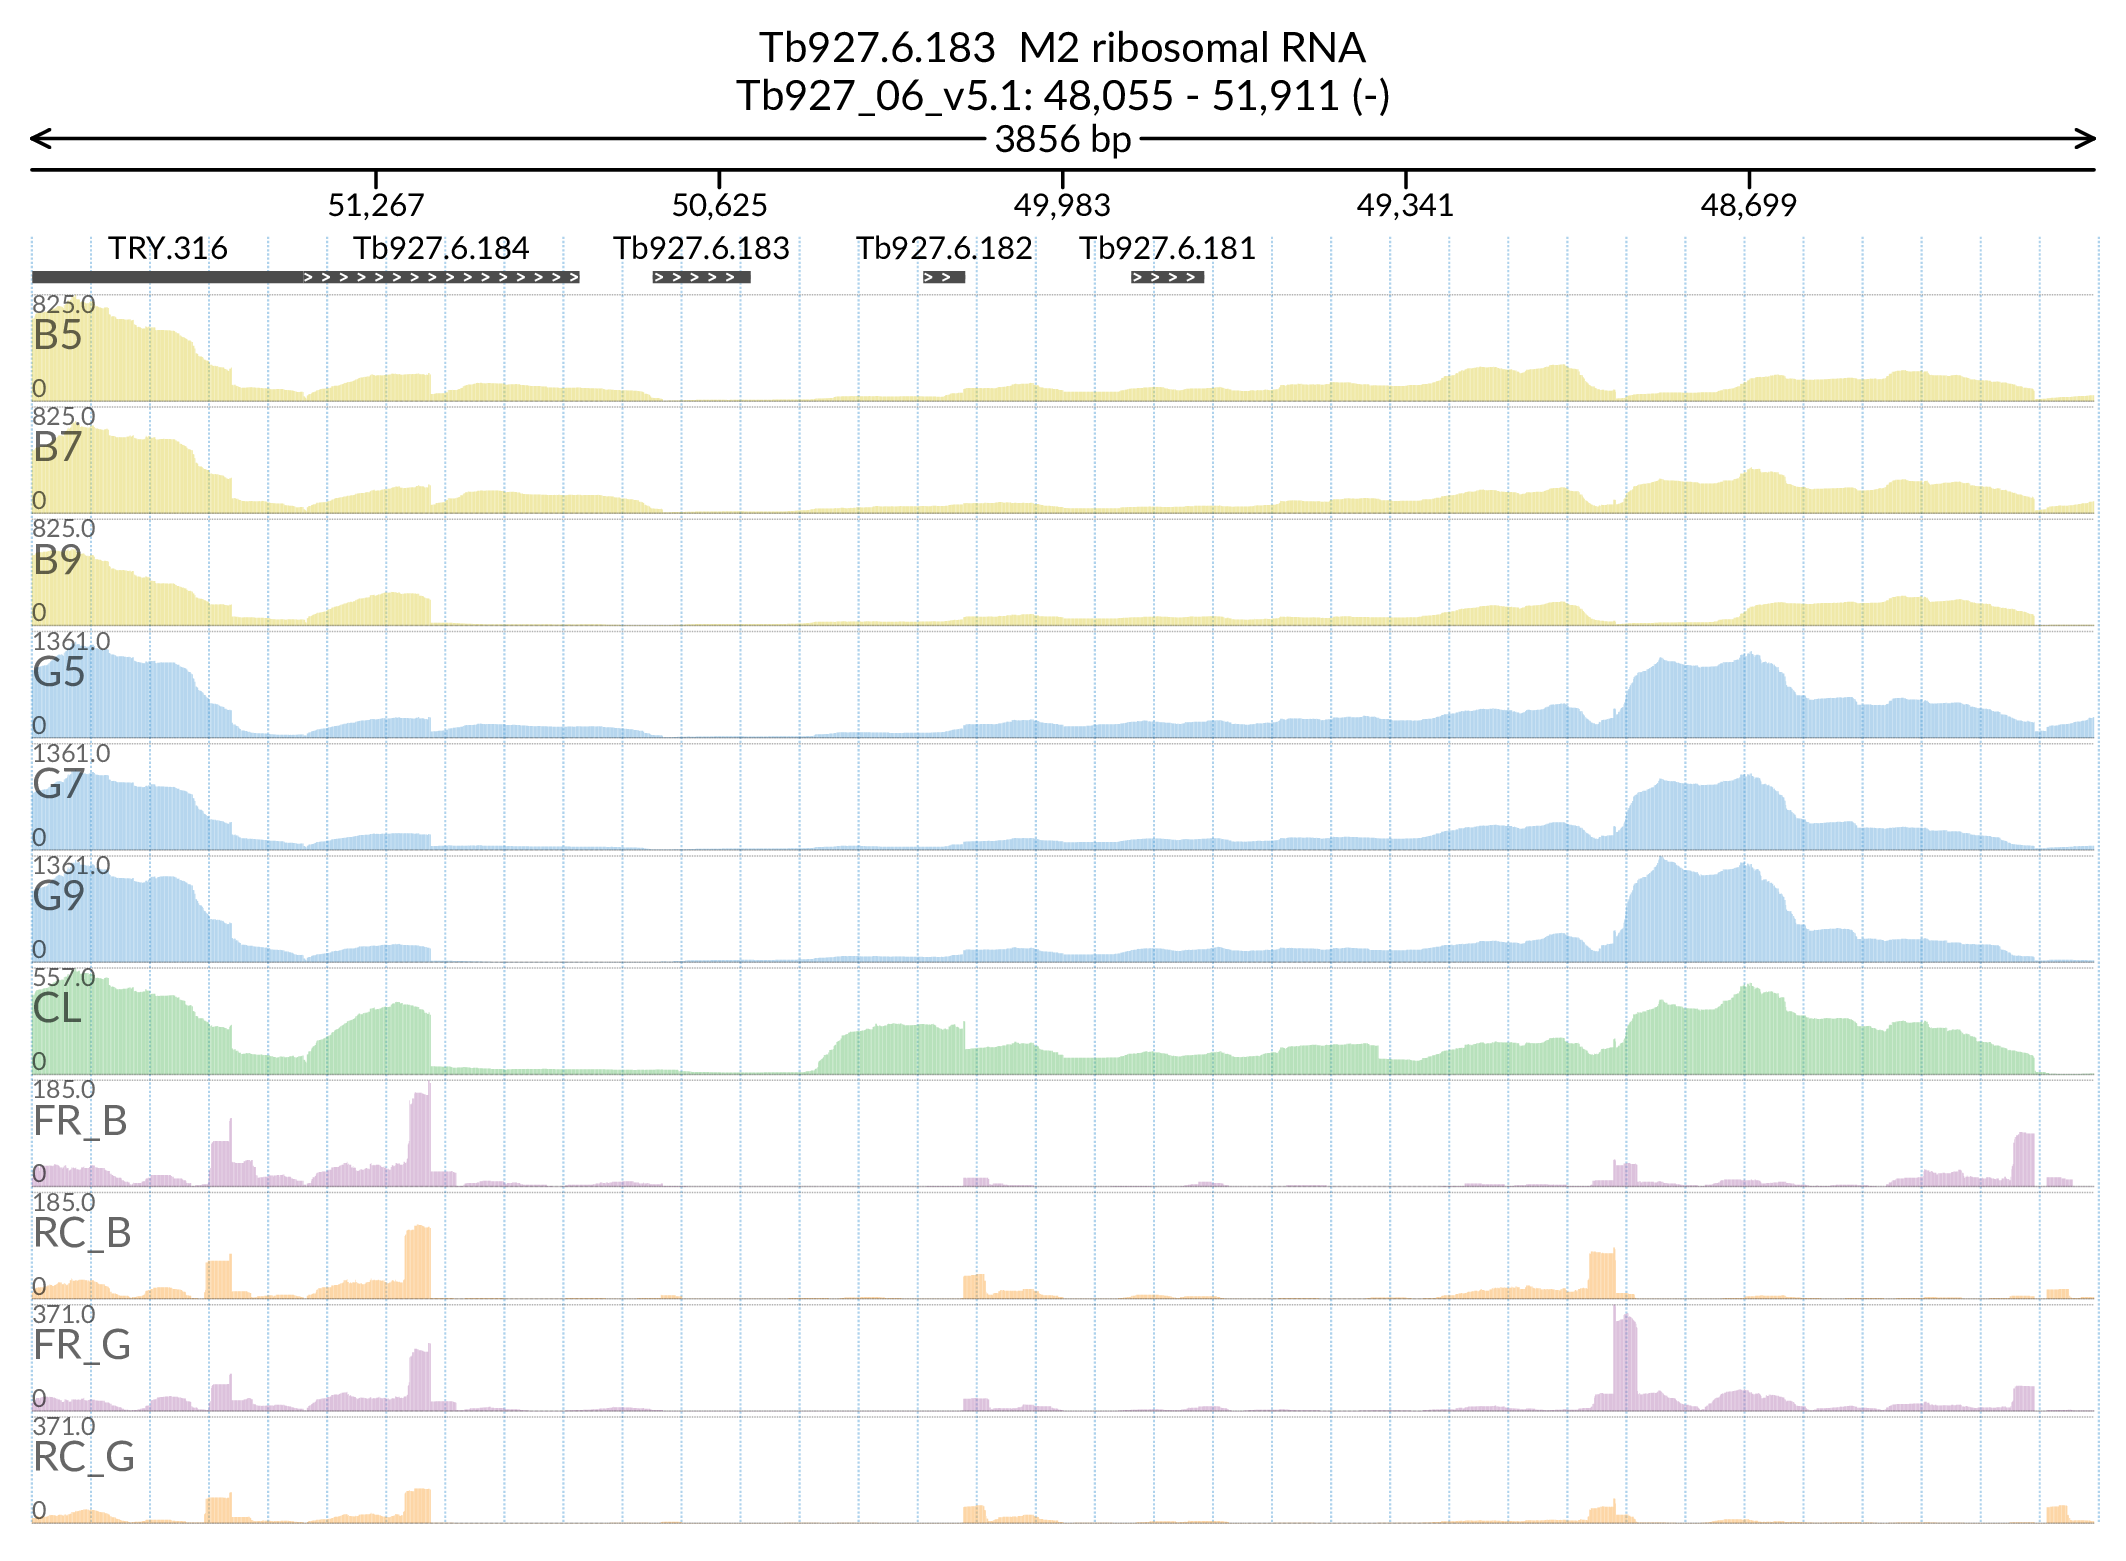 Tb927.6.183  M2 ribosomal RNA
Tb927_06_v5.1: 48,055 - 51,911 (-)
3856 bp
51,267 50,625 49,983 49,341 48,699
TRY.316 Tb927.6.184 Tb927.6.183 Tb927.6.182 Tb927.6.181
825.0
B5
0
825.0
B7
0
825.0
B9
0
1361.0
G5
0
1361.0
G7
0
1361.0
G9
0
557.0
CL
0
185.0
FR_B
0
185.0
RC_B
0
371.0
FR_G
0
371.0
RC_G
0